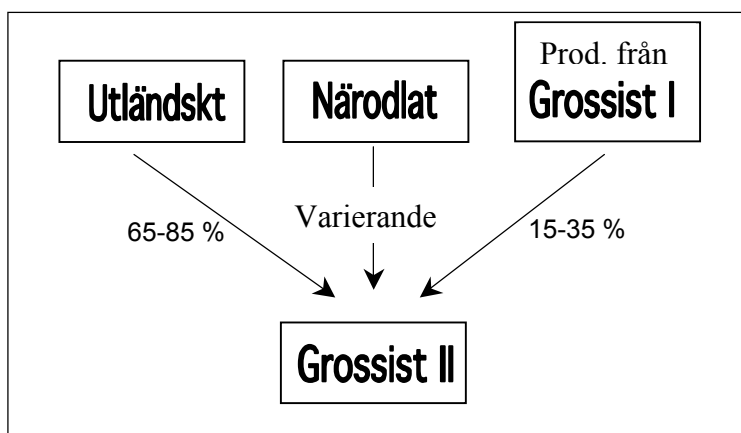 Utländskt
Närodlat
Prod. från
Grossist I
65-85 %
Varierande
15-35 %
Grossist II